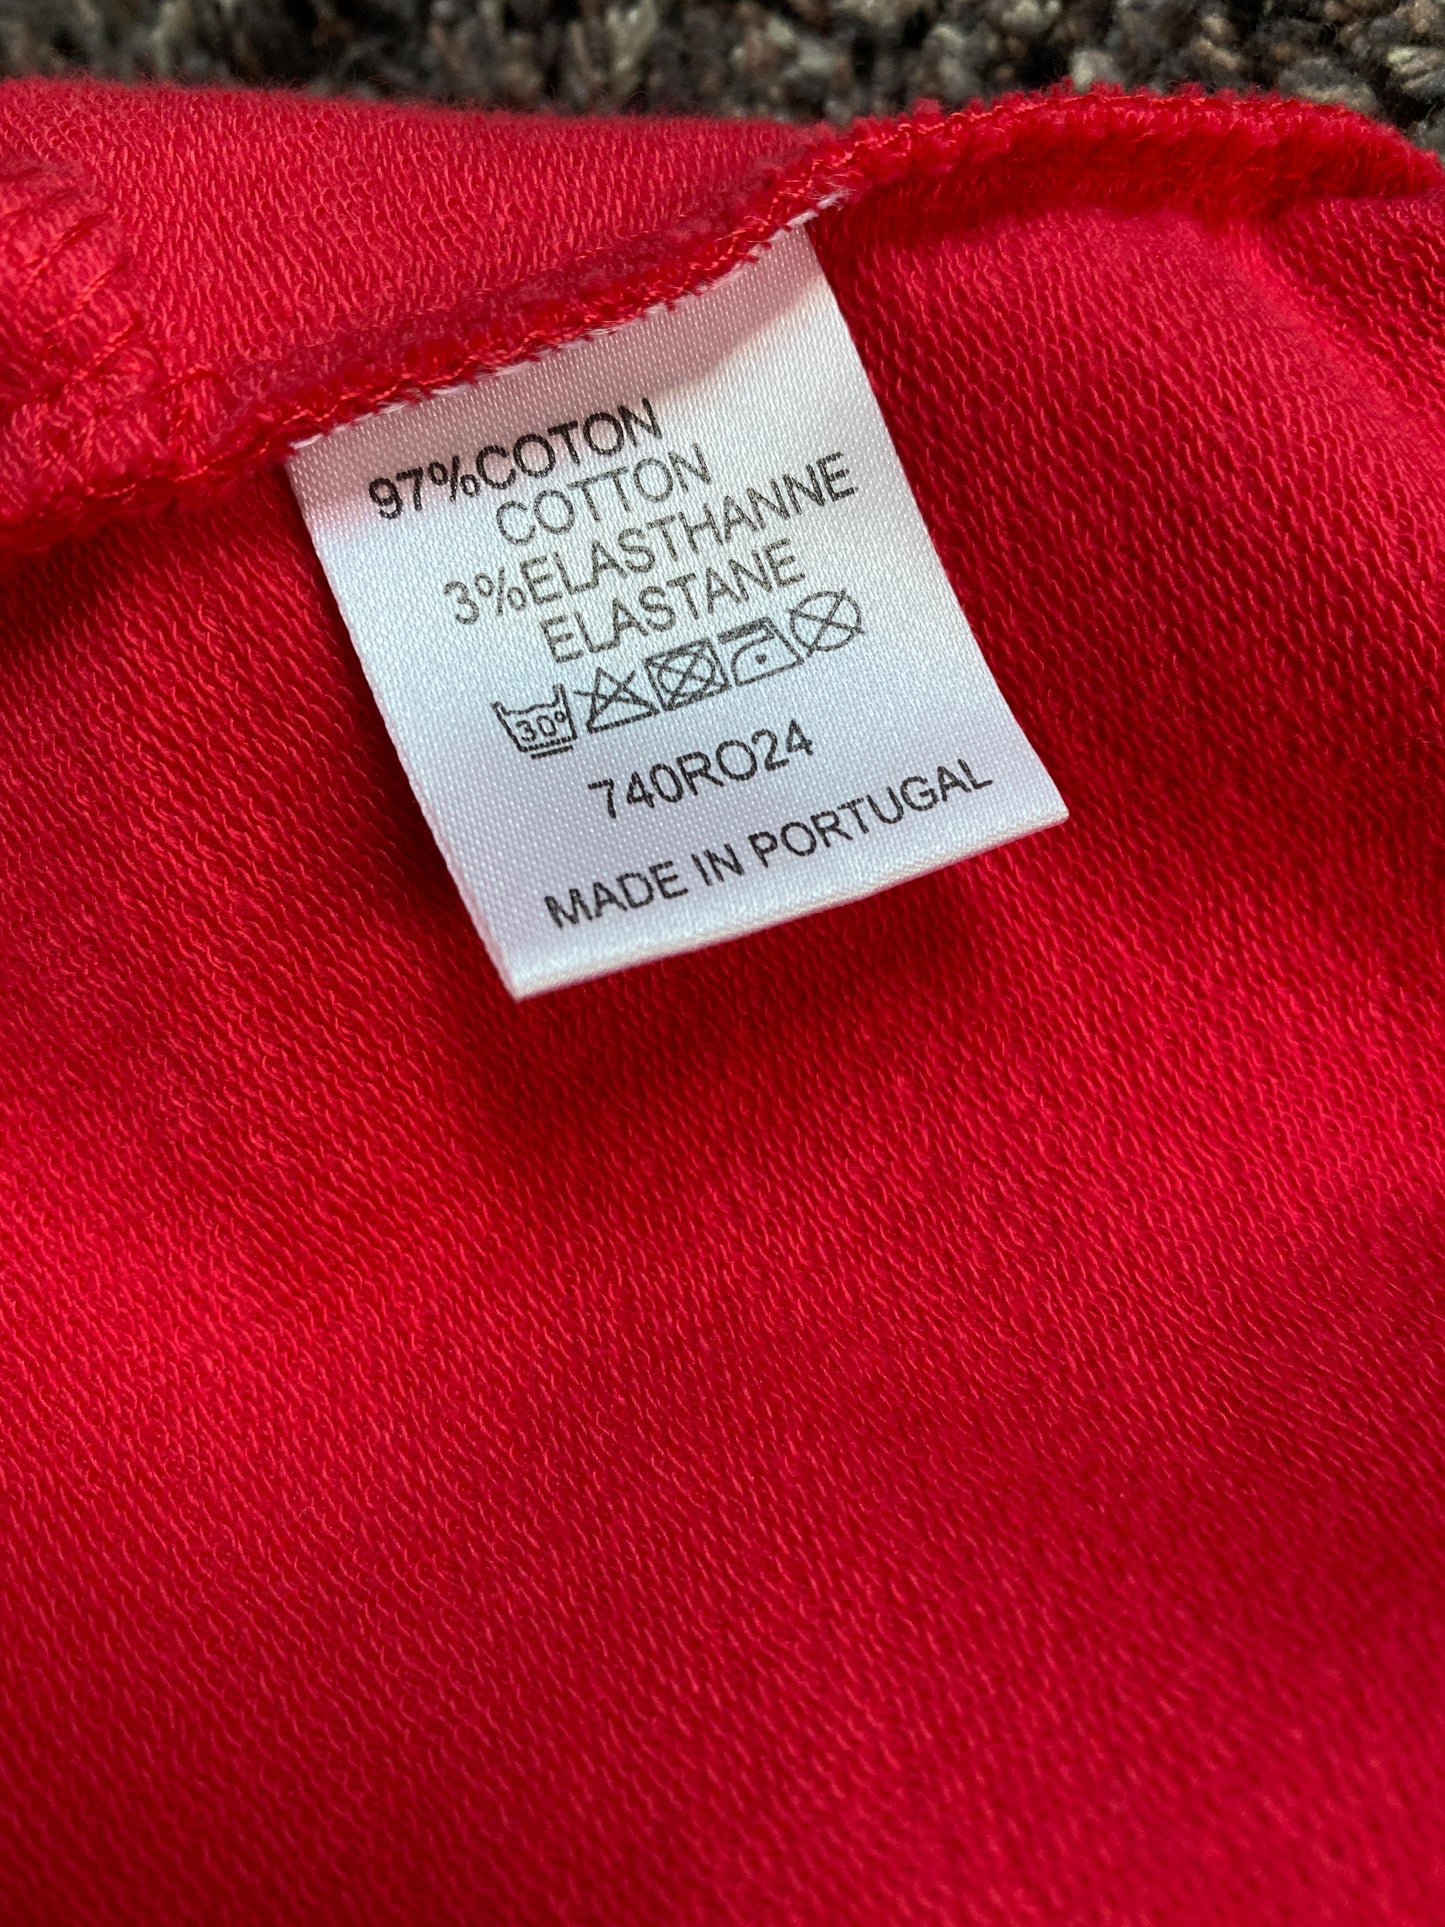 97%COTON
COTTON
3%ELASTHANNE
ELASTANE
30°
740RO24
MADE IN PORTUGAL